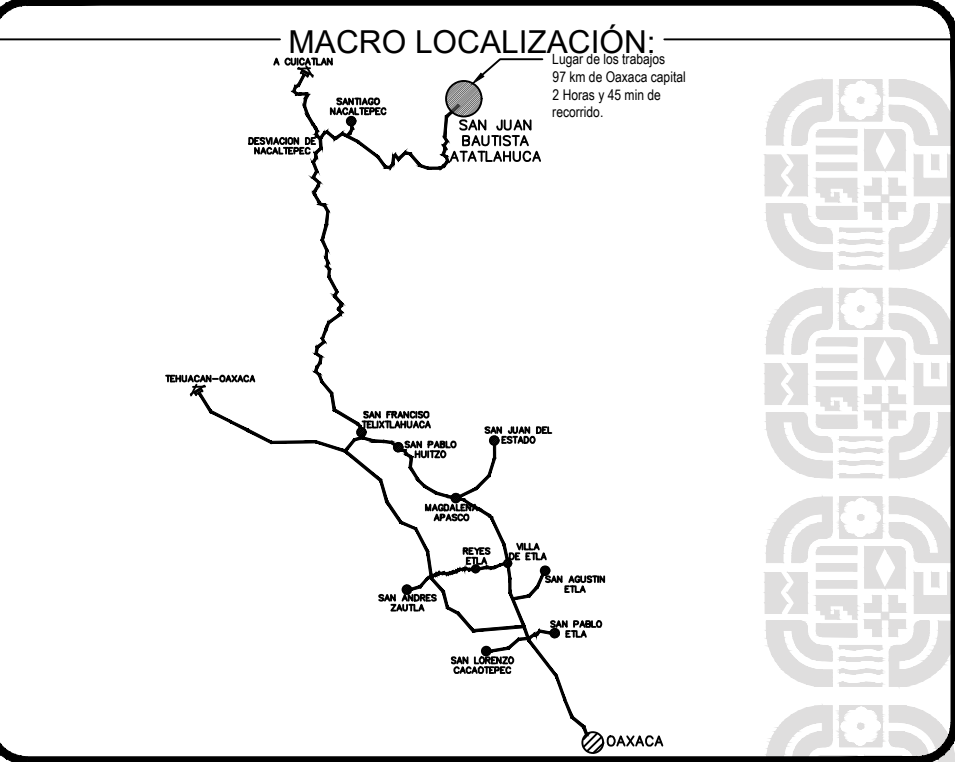 MACRO LOCALIZACIÓN:
A CUICATLAN
Lugar de los trabajos
97 km de Oaxaca capital
2 Horas y 45 min de
recorrido.
SANTIAGO
NACALTEPEC
DESVIACION DE
NACALTEPEC
SAN JUAN
BAUTISTA
ATATLAHUCA
TEHUACAN-OAXACA
SAN FRANCISO
TELIXTLAHUACA
SAN PABLO
HUITZO
SAN JUAN DEL
ESTADO
MAGDALENA
APASCO
REYES
ETLA
VILLA
DE ETLA
SAN AGUSTIN
ETLA
SAN ANDRES
ZAUTLA
SAN PABLO
ETLA
SAN LORENZO
CACAOTEPEC
OAXACA